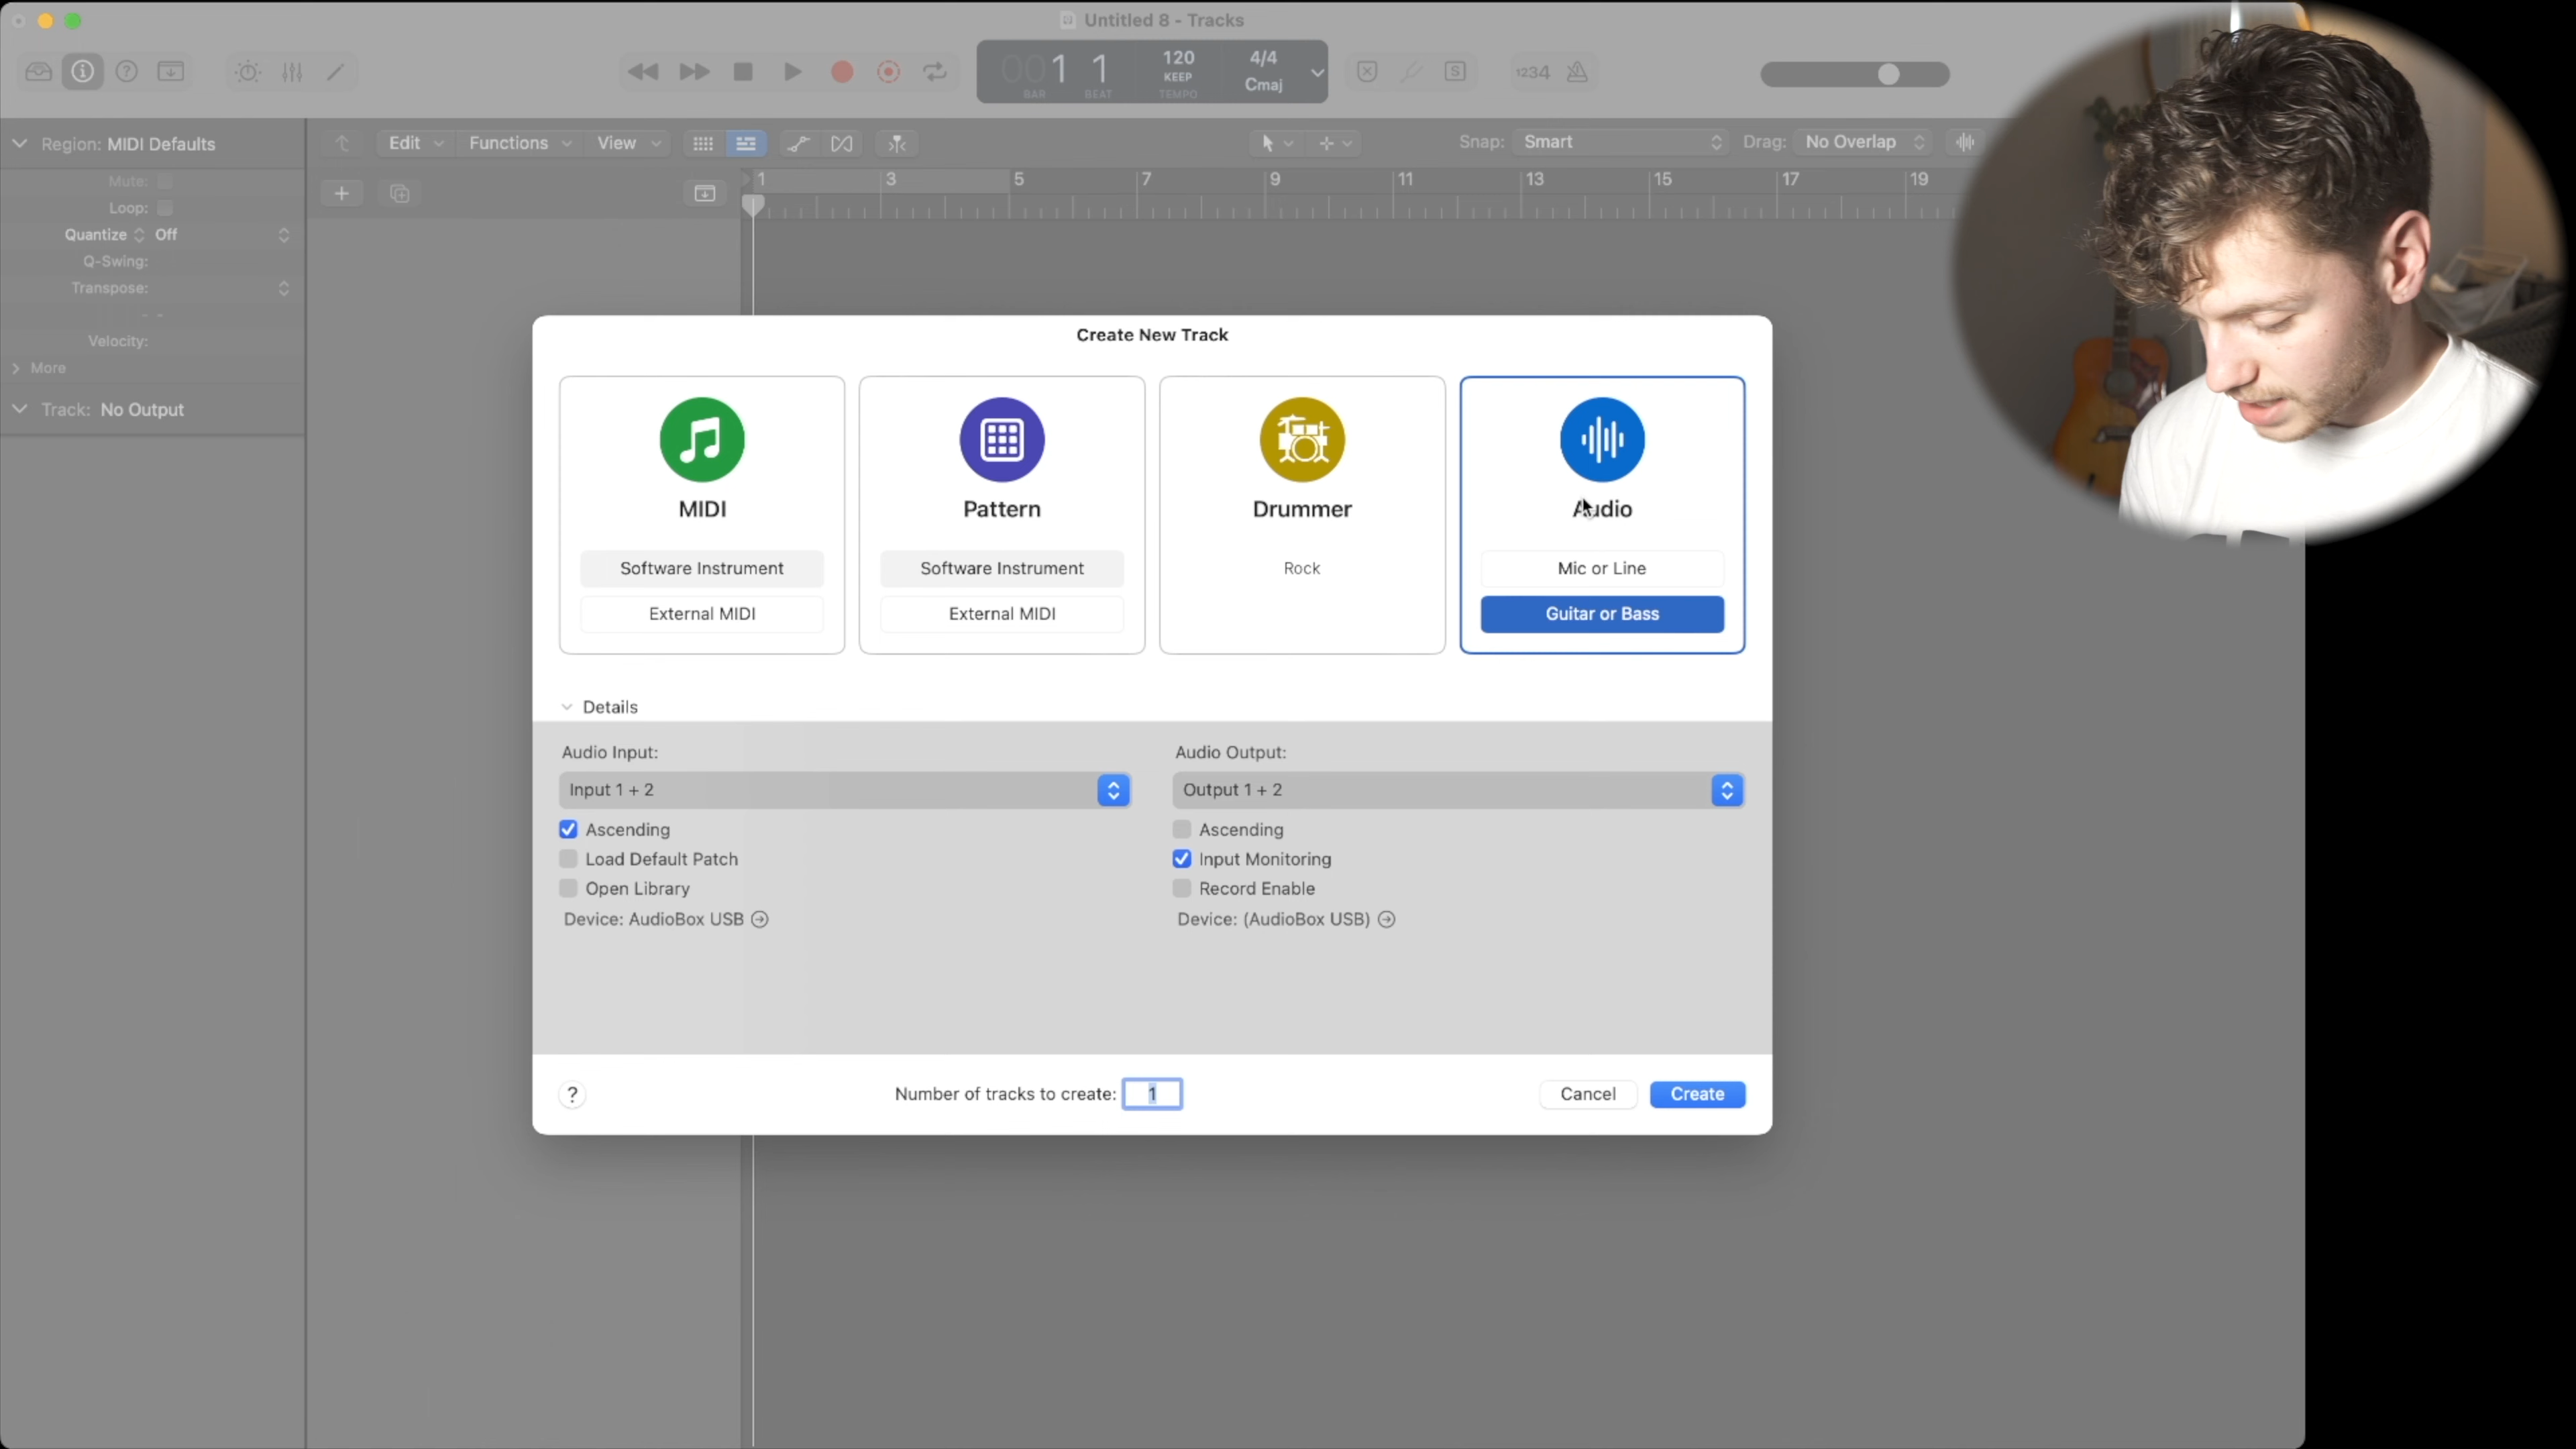 Untitled 8 - Tracks
001 1
BAR BEAT
120
KEEP
TEMPO
4/4
Cmaj
S
1234
Region: MIDI Defaults
Mute:
Loop:
Quantize Off
Q-Swing:
Transpose:
Velocity:
More
Track: No Output
Edit Functions View
Snap: Smart Drag: No Overlap
1 3 5 7 9 11 13 15 17 19
Create New Track
MIDI
Software Instrument
External MIDI
Pattern
Software Instrument
External MIDI
Drummer
Rock
Audio
Mic or Line
Guitar or Bass
Details
Audio Input:
Input 1 + 2
Ascending
Load Default Patch
Open Library
Device: AudioBox USB
Audio Output:
Output 1 + 2
Ascending
Input Monitoring
Record Enable
Device: (AudioBox USB)
?
Number of tracks to create: 1
Cancel
Create